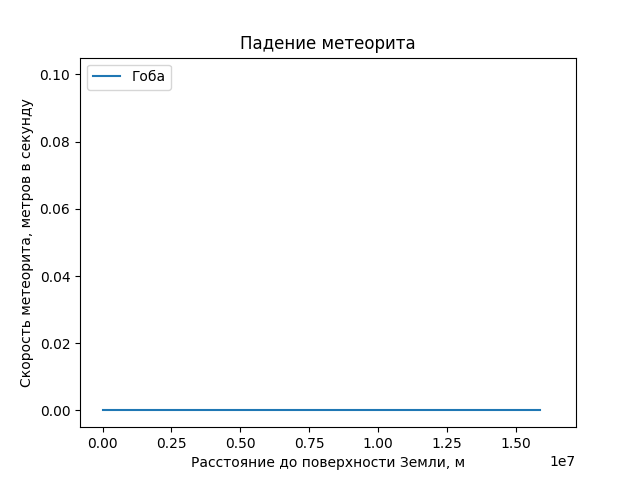 Падение метеорита
Гоба
Скорость метеорита, метров в секунду
0.10
0.08
0.06
0.04
0.02
0.00
0.00 0.25 0.50 0.75 1.00 1.25 1.50
1e7
Расстояние до поверхности Земли, м